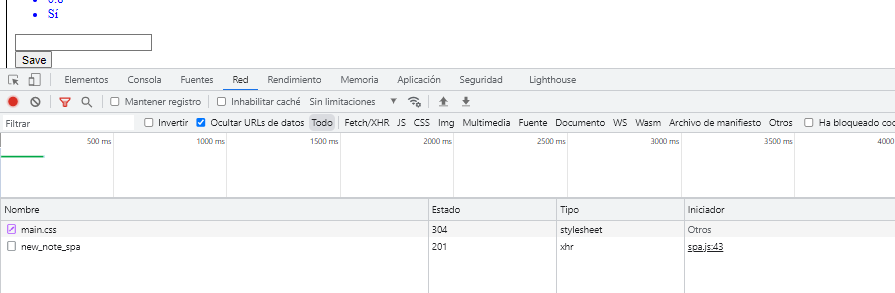 0.8
Sí
Save
Elementos Consola Fuentes Red Rendimiento Memoria Aplicación Seguridad Lighthouse
Mantener registro Inhabilitar caché Sin limitaciones
Filtrar Invertir Ocultar URLs de datos Todo Fetch/XHR JS CSS Img Multimedia Fuente Documento WS Wasm Archivo de manifiesto Otros Ha bloqueado coo
500 ms 1000 ms 1500 ms 2000 ms 2500 ms 3000 ms 3500 ms 4000
Nombre Estado Tipo Iniciador
main.css 304 stylesheet Otros
new_note_spa 201 xhr spa.js:43